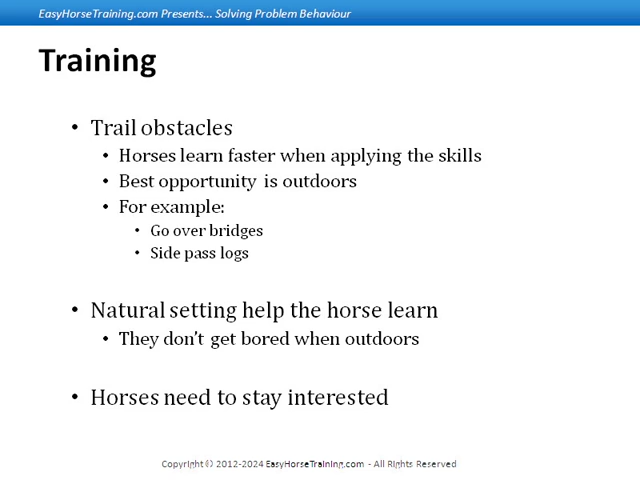 EasyHorseTraining.com Presents... Solving Problem Behaviour
Training
• Trail obstacles
• Horses learn faster when applying the skills
• Best opportunity is outdoors
• For example:
• Go over bridges
• Side pass logs
• Natural setting help the horse learn
• They don't get bored when outdoors
• Horses need to stay interested
Copyright © 2012-2024 EasyHorseTraining.com - All Rights Reserved